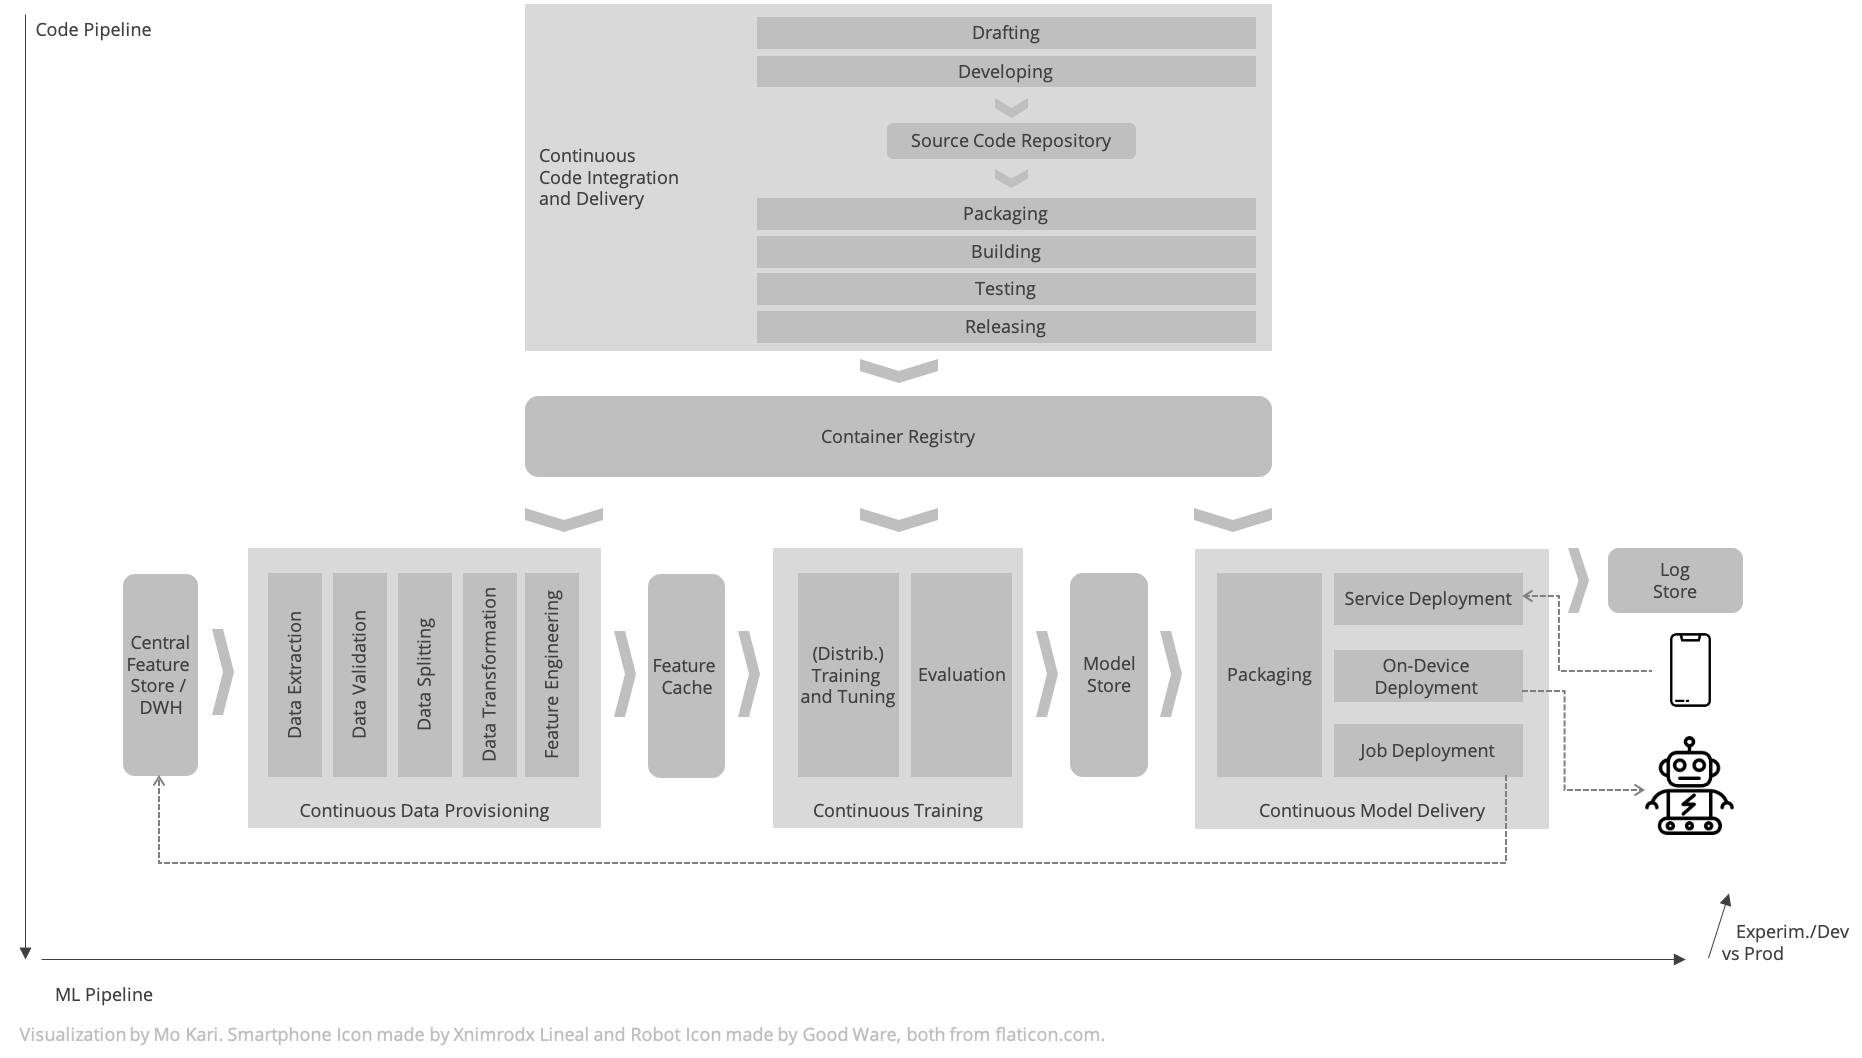 Code Pipeline
Drafting
Developing
Source Code Repository
Continuous
Code Integration
and Delivery
Packaging
Building
Testing
Releasing
Container Registry
Central
Feature
Store /
DWH
Data Extraction
Data Validation
Data Splitting
Data Transformation
Feature Engineering
Continuous Data Provisioning
Feature
Cache
(Distrib.)
Training
and Tuning
Evaluation
Continuous Training
Model
Store
Packaging
Service Deployment
On-Device
Deployment
Job Deployment
Continuous Model Delivery
Log
Store
Experim./Dev
vs Prod
ML Pipeline
Visualization by Mo Kari. Smartphone Icon made by Xnimrodx Lineal and Robot Icon made by Good Ware, both from flaticon.com.